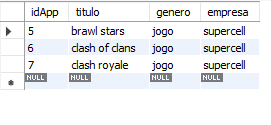 idApp titulo genero empresa
5 brawl stars jogo supercell
6 clash of clans jogo supercell
7 clash royale jogo supercell
NULL NULL NULL NULL